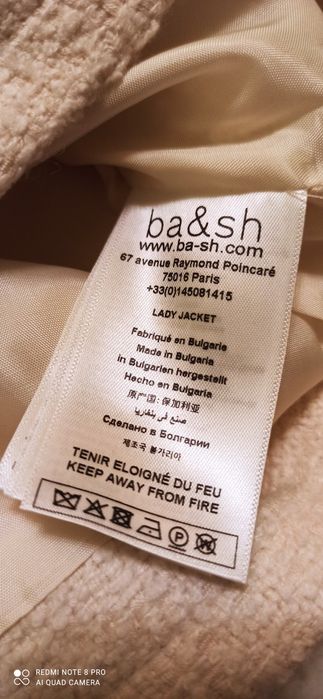 ba&sh
www.ba-sh.com
67 avenue Raymond Poincaré
75016 Paris
+33(0)145081415
LADY JACKET
Fabriqué en Bulgarie
Made in Bulgaria
in Bulgarien hergestellt
Hecho en Bulgaria
原产国: 保加利亚
صنع في بلغاريا
Сделано в Болгарии
제조국 불가리아
TENIR ELOIGNÉ DU FEU
KEEP AWAY FROM FIRE
P W
REDMI NOTE 8 PRO
AI QUAD CAMERA